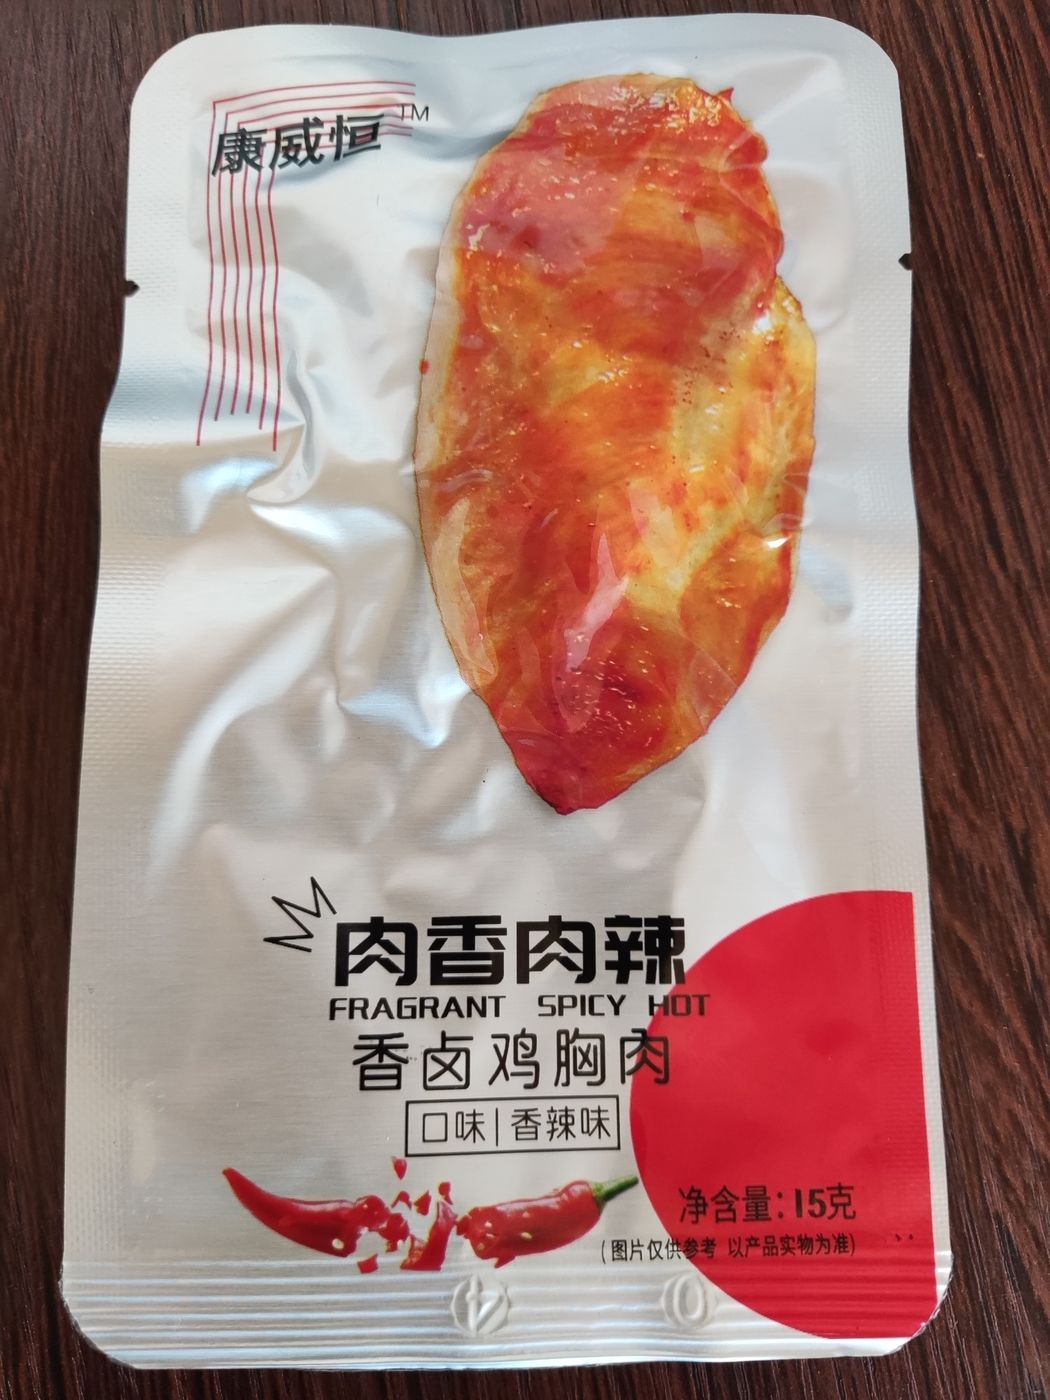 康威恒™
肉香肉辣
FRAGRANT SPICY HOT
香卤鸡胸肉
口味|香辣味
净含量：15克
(图片仅供参考 以产品实物为准)